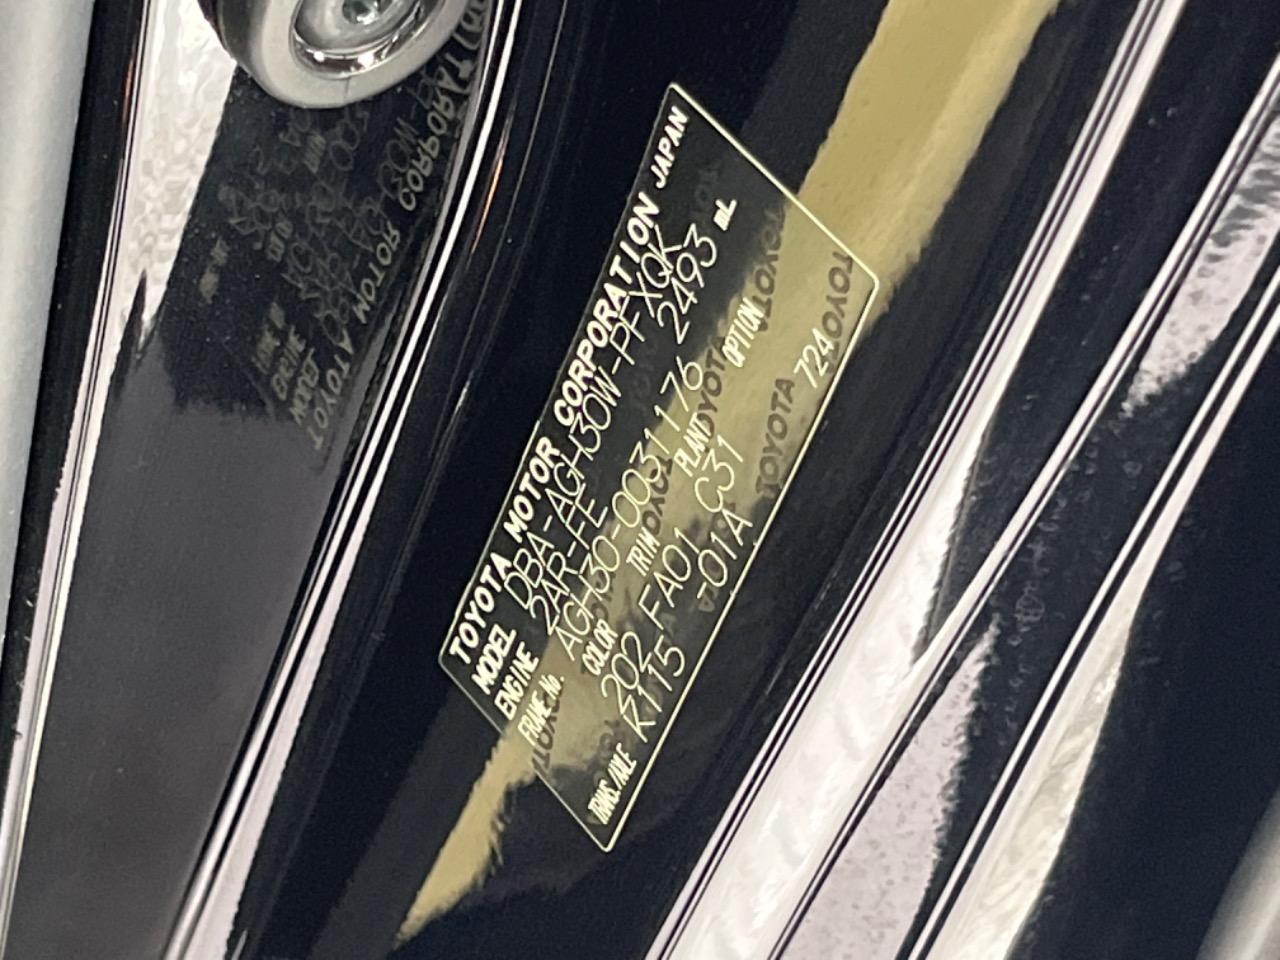 TOYOTA MOTOR CORPORATION JAPAN
MODEL DBA-AGH30W-PFXQK
ENGINE 2AR-FE 2493 mL
FRAME No. AGH30-0031176
COLOR TRIM PLANT OPTION
202 FA01 C31 724
TRANS./AXLE K115 -01A